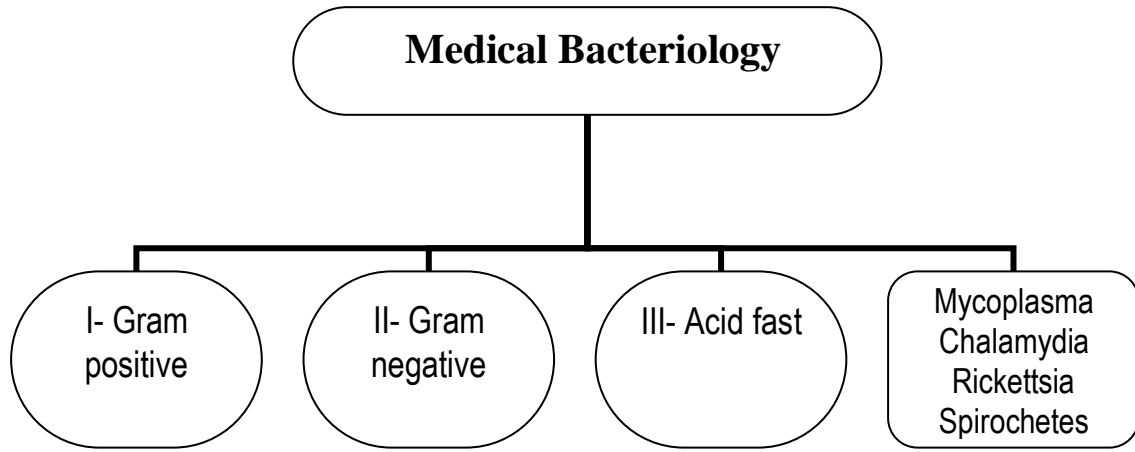 Medical Bacteriology
I- Gram
positive
II- Gram
negative
III- Acid fast
Mycoplasma
Chalamydia
Rickettsia
Spirochetes